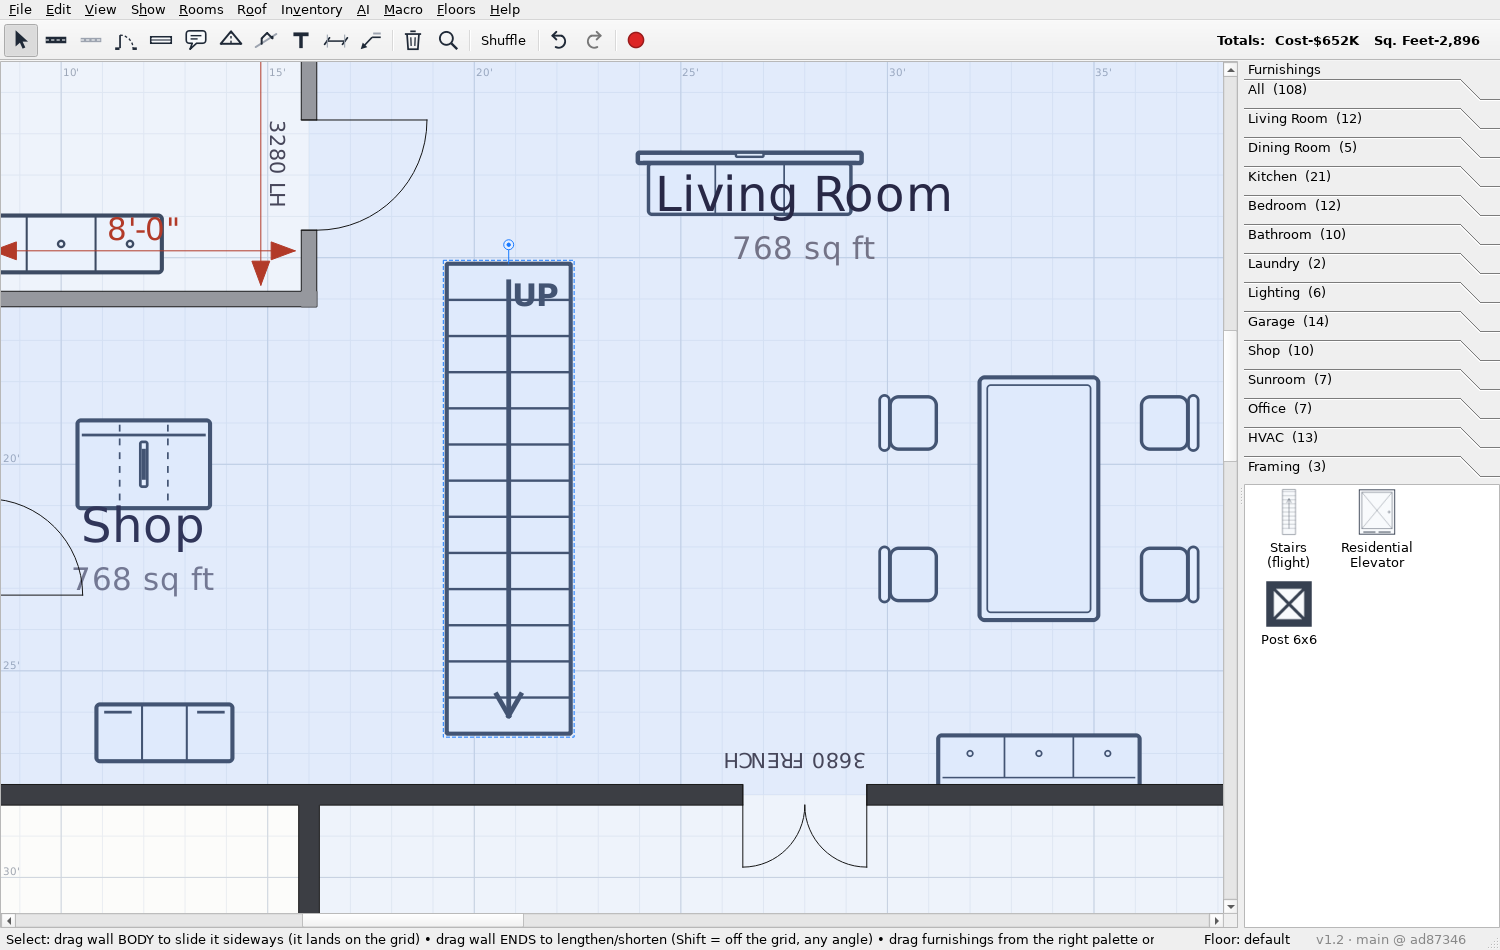 File Edit View Show Rooms Roof Inventory AI Macro Floors Help
T Shuffle Totals: Cost-$652K Sq. Feet-2,896
10' 15' 20' 25' 30' 35'
3280 LH
8'-0"
Living Room
768 sq ft
UP
20'
Shop
768 sq ft
25'
3680 FRENCH
30'
Furnishings
All (108)
Living Room (12)
Dining Room (5)
Kitchen (21)
Bedroom (12)
Bathroom (10)
Laundry (2)
Lighting (6)
Garage (14)
Shop (10)
Sunroom (7)
Office (7)
HVAC (13)
Framing (3)
Stairs
(flight)
Residential
Elevator
Post 6x6
Select: drag wall BODY to slide it sideways (it lands on the grid) • drag wall ENDS to lengthen/shorten (Shift = off the grid, any angle) • drag furnishings from the right palette or
Floor: default v1.2 · main @ ad87346